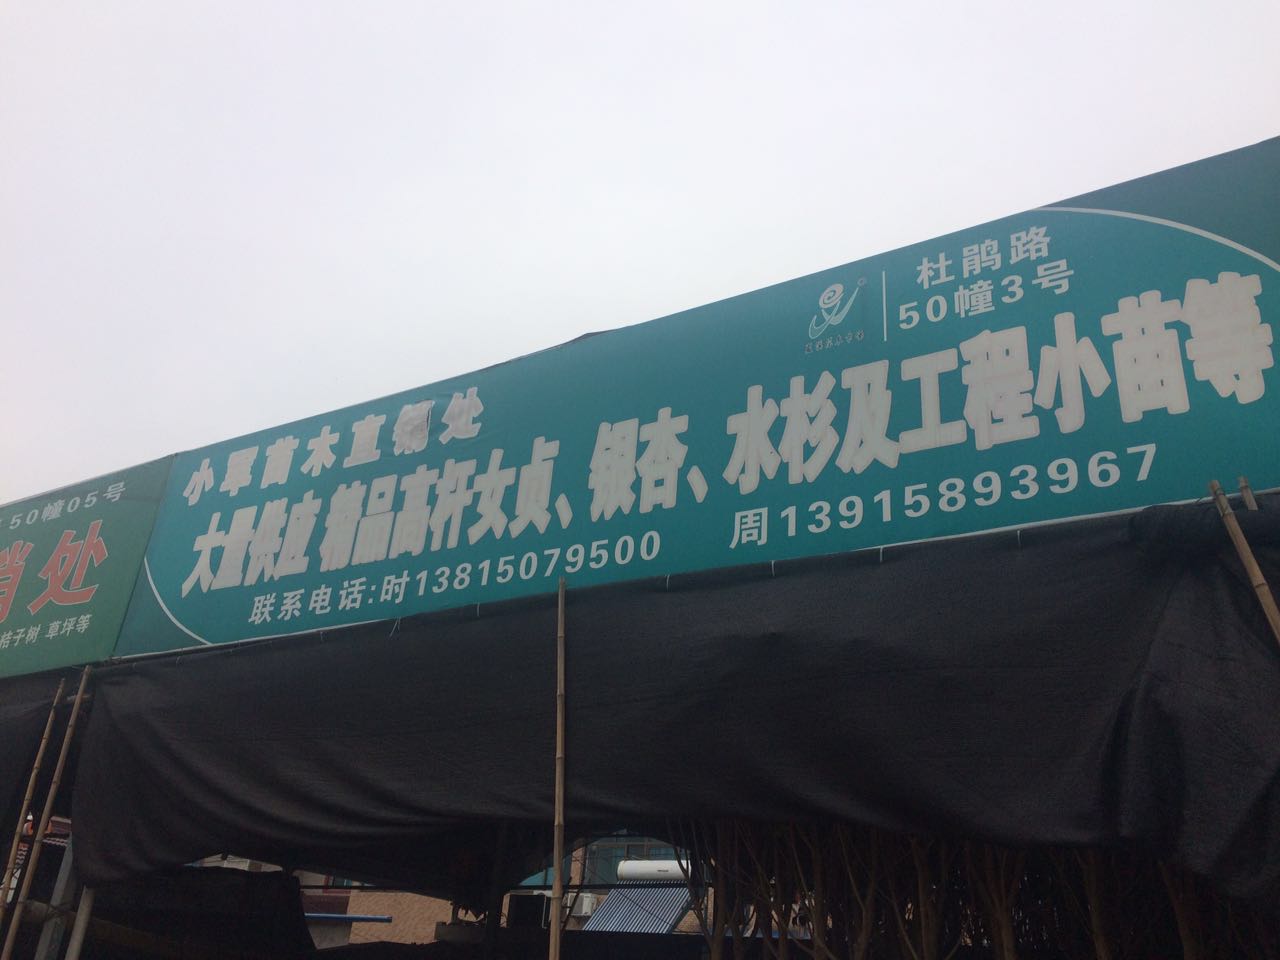 50幢05号
销处
桔子树 草坪等
杜鹃路
50幢3号
小军苗木直销处
大量供应 精品高杆女贞、银杏、水杉及工程小苗等
联系电话:时13815079500 周13915893967